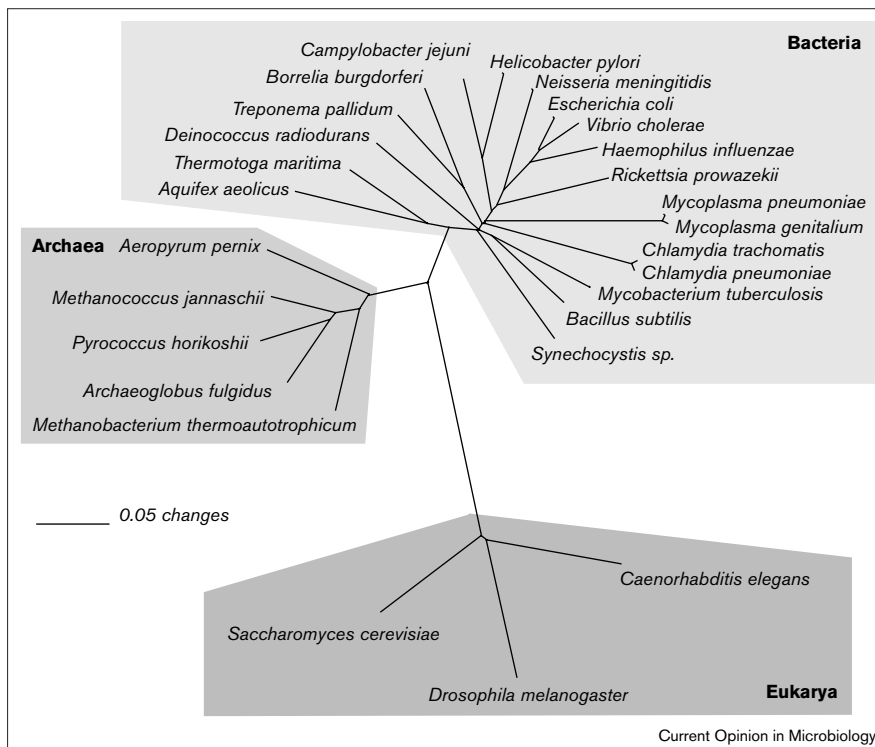 Bacteria
Campylobacter jejuni
Helicobacter pylori
Borrelia burgdorferi
Neisseria meningitidis
Escherichia coli
Treponema pallidum
Vibrio cholerae
Deinococcus radiodurans
Haemophilus influenzae
Thermotoga maritima
Rickettsia prowazekii
Aquifex aeolicus
Mycoplasma pneumoniae
Mycoplasma genitalium
Archaea
Aeropyrum pernix
Chlamydia trachomatis
Chlamydia pneumoniae
Methanococcus jannaschii
Mycobacterium tuberculosis
Bacillus subtilis
Pyrococcus horikoshii
Synechocystis sp.
Archaeoglobus fulgidus
Methanobacterium thermoautotrophicum
0.05 changes
Caenorhabditis elegans
Saccharomyces cerevisiae
Drosophila melanogaster
Eukarya
Current Opinion in Microbiology